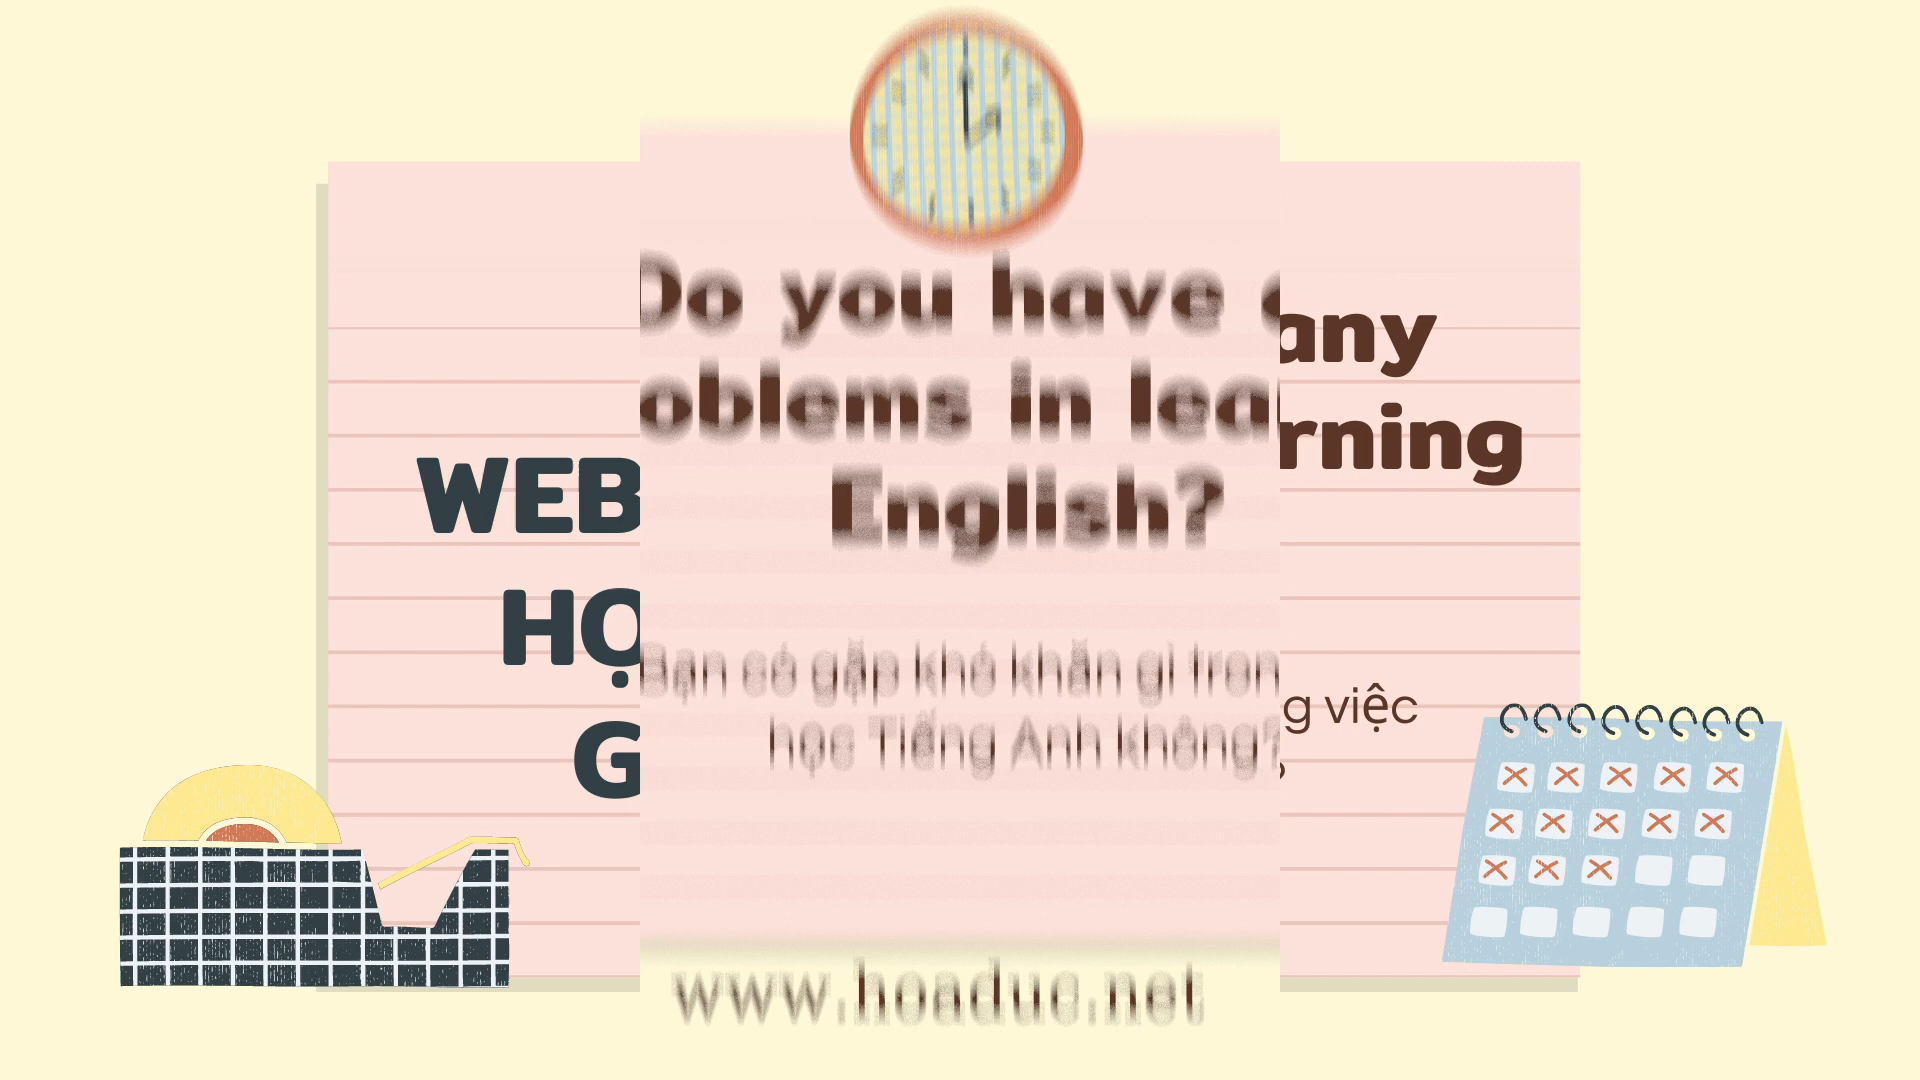 WEB
HỌ
G
Do you have any
oblems in learning
English?
Bạn có gặp khó khăn gì trong việc
học Tiếng Anh không?
www.hoaduc.net